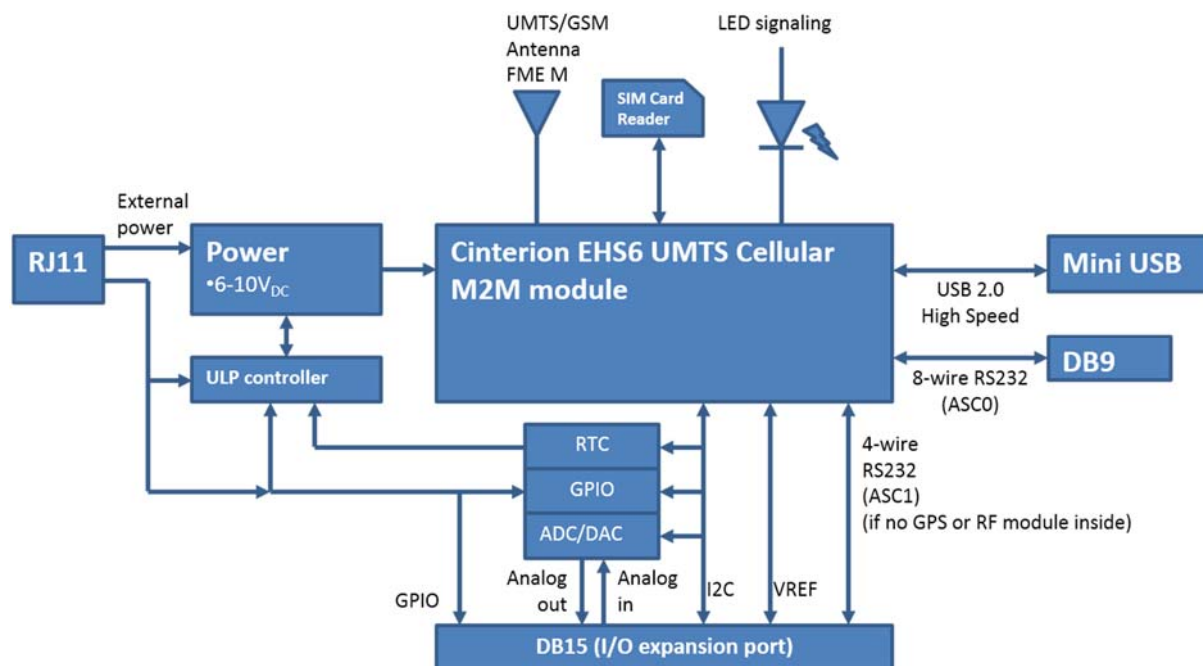 UMTS/GSM
Antenna
FME M
LED signaling
SIM Card
Reader
External
power
RJ11
Power
•6-10VDC
Cinterion EHS6 UMTS Cellular
M2M module
Mini USB
USB 2.0
High Speed
ULP controller
DB9
8-wire RS232
(ASC0)
RTC
GPIO
ADC/DAC
4-wire
RS232
(ASC1)
(if no GPS or RF module inside)
GPIO
Analog
out
Analog
in
I2C
VREF
DB15 (I/O expansion port)